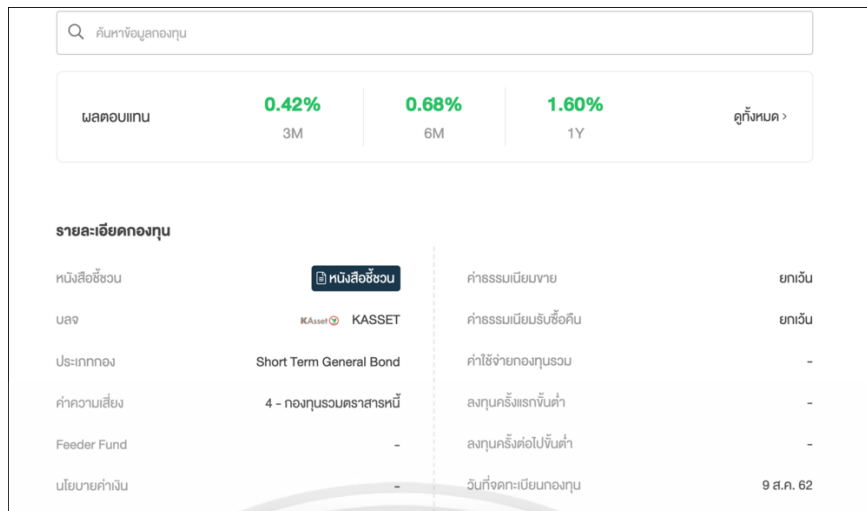 ค้นหาข้อมูลกองทุน
ผลตอบแทน 0.42% 0.68% 1.60% ดูทั้งหมด >
3M 6M 1Y
รายละเอียดกองทุน
หนังสือชี้ชวน หนังสือชี้ชวน
บลจ KAsset KASSET
ประเภทกอง Short Term General Bond
ค่าความเสี่ยง 4 - กองทุนรวมตราสารหนี้
Feeder Fund -
นโยบายค่าเงิน -
ค่าธรรมเนียมขาย ยกเว้น
ค่าธรรมเนียมรับซื้อคืน ยกเว้น
ค่าใช้จ่ายกองทุนรวม -
ลงทุนครั้งแรกขั้นต่ำ -
ลงทุนครั้งต่อไปขั้นต่ำ -
วันที่จดทะเบียนกองทุน 9 ส.ค. 62